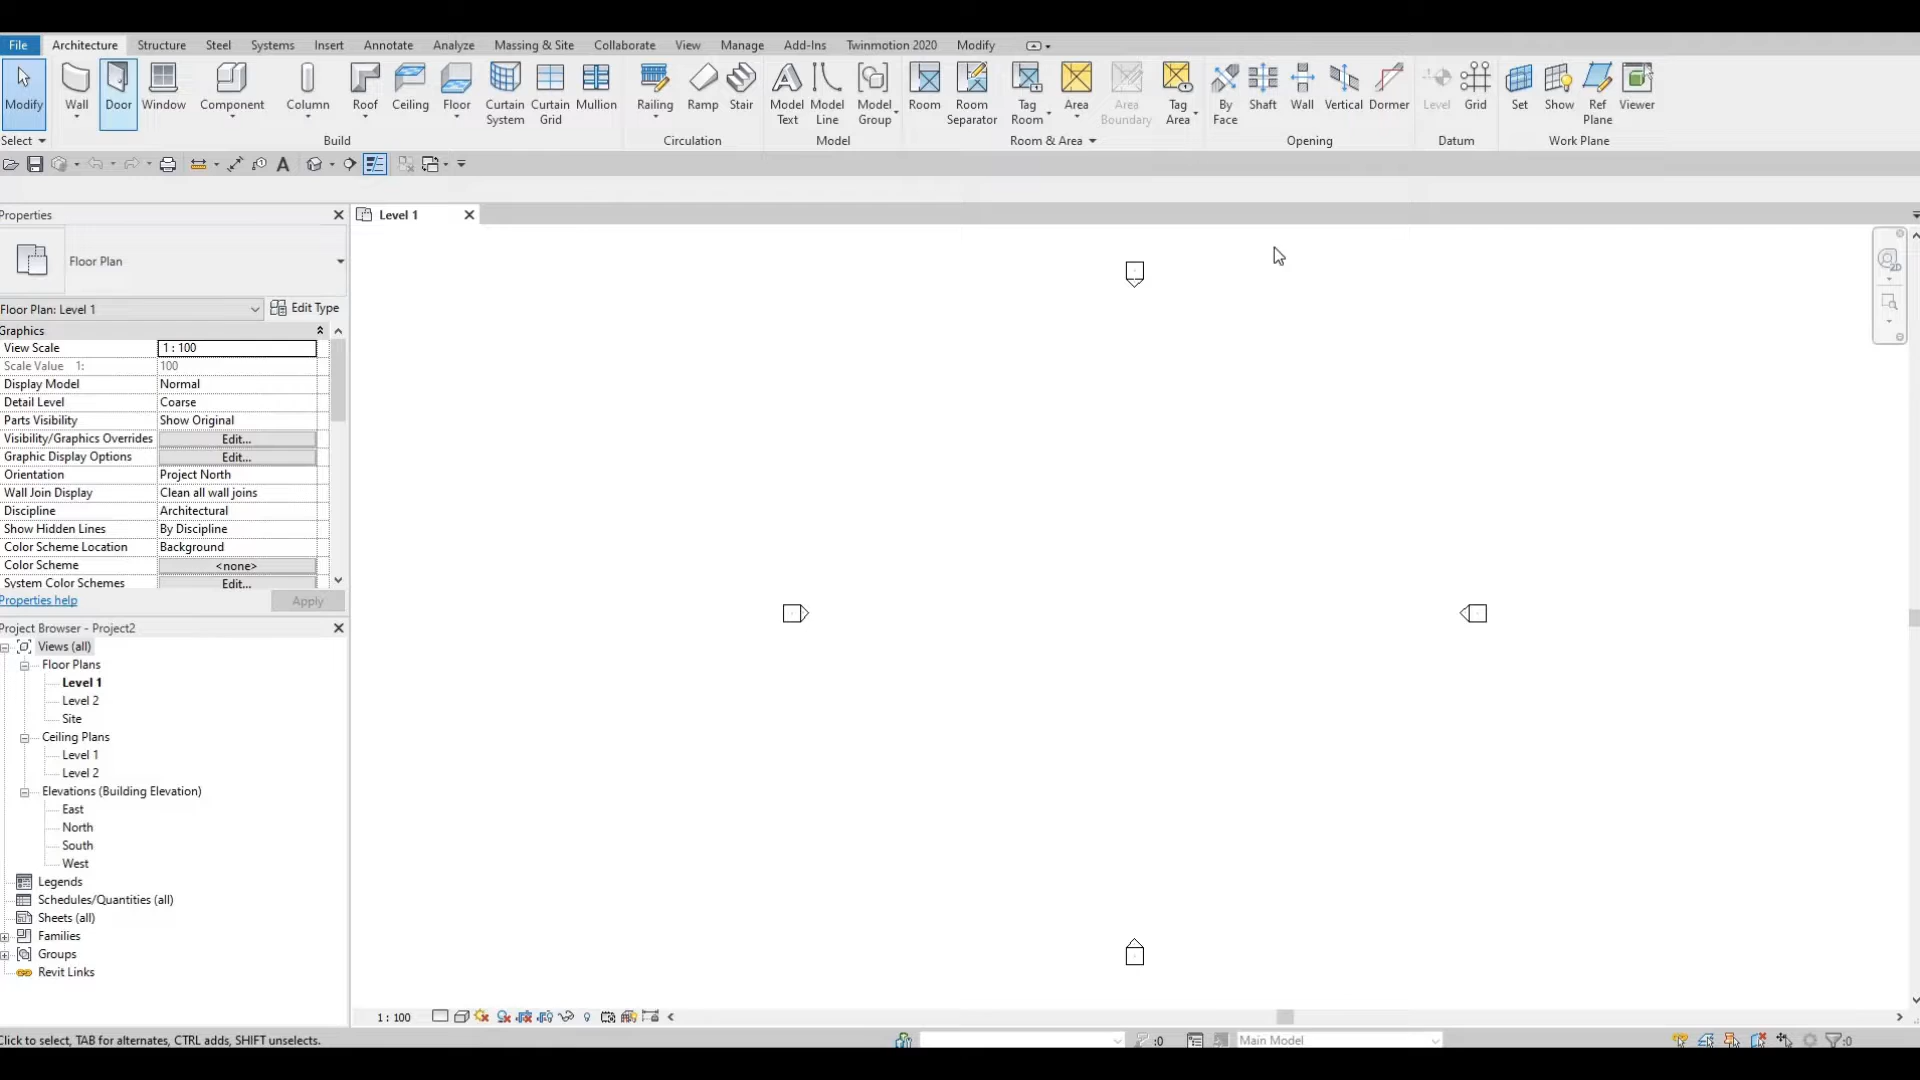 File Architecture Structure Steel Systems Insert Annotate Analyze Massing & Site Collaborate View Manage Add-Ins Twinmotion 2020 Modify
Modify Wall Door Window Component Column Roof Ceiling Floor Curtain System Curtain Grid Mullion Railing Ramp Stair Model Text Model Line Model Group Room Room Separator Tag Room Area Area Boundary Tag Area By Face Shaft Wall Vertical Dormer Level Grid Set Show Ref Plane Viewer
Select Build Circulation Model Room & Area Opening Datum Work Plane
Properties
Level 1
Floor Plan
Floor Plan: Level 1 Edit Type
Graphics
View Scale 1 : 100
Scale Value 1: 100
Display Model Normal
Detail Level Coarse
Parts Visibility Show Original
Visibility/Graphics Overrides Edit...
Graphic Display Options Edit...
Orientation Project North
Wall Join Display Clean all wall joins
Discipline Architectural
Show Hidden Lines By Discipline
Color Scheme Location Background
Color Scheme <none>
System Color Schemes Edit...
Properties help Apply
Project Browser - Project2
Views (all)
Floor Plans
Level 1
Level 2
Site
Ceiling Plans
Level 1
Level 2
Elevations (Building Elevation)
East
North
South
West
Legends
Schedules/Quantities (all)
Sheets (all)
Families
Groups
Revit Links
1 : 100
Click to select, TAB for alternates, CTRL adds, SHIFT unselects. :0 Main Model :0
2D